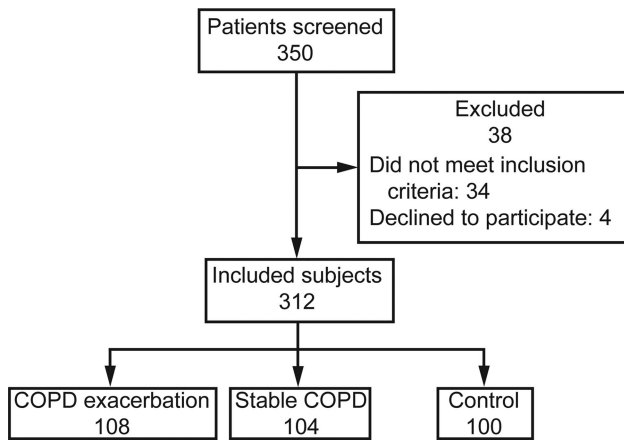 Patients screened
350
Excluded
38
Did not meet inclusion
criteria: 34
Declined to participate: 4
Included subjects
312
COPD exacerbation
108
Stable COPD
104
Control
100